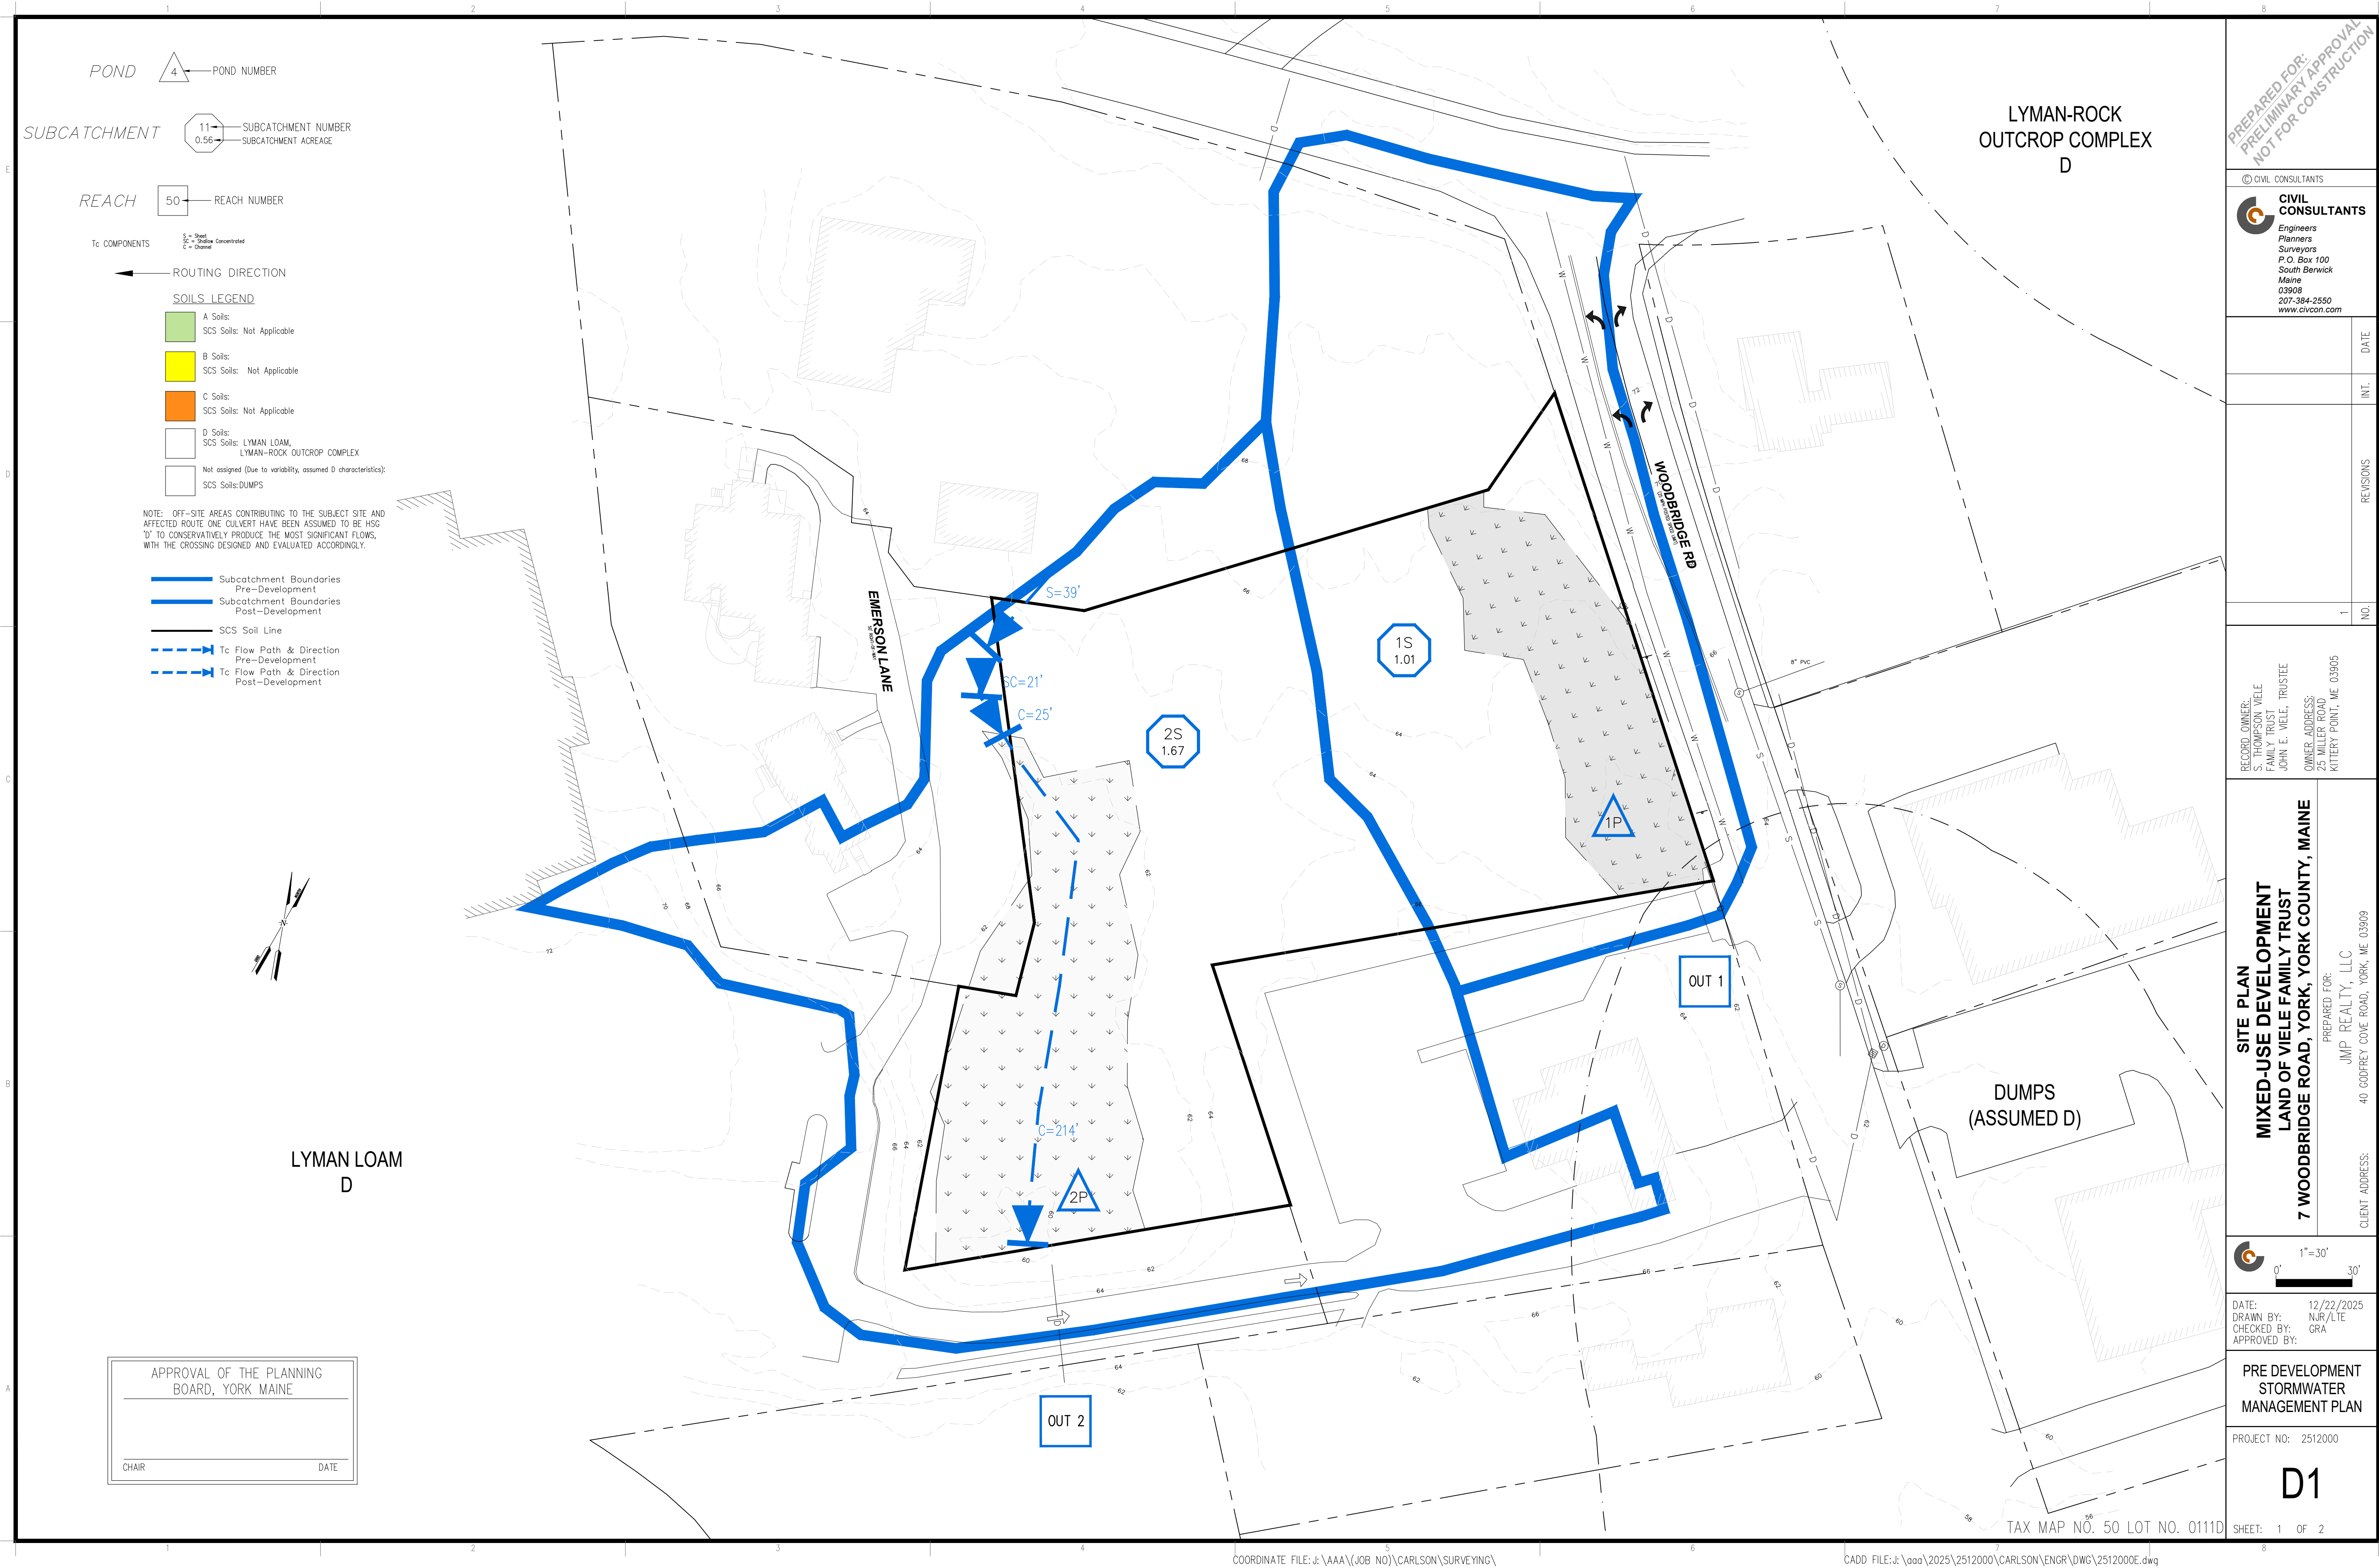 POND
4
POND NUMBER
SUBCATCHMENT
11
0.56
SUBCATCHMENT NUMBER
SUBCATCHMENT ACREAGE
REACH
50
REACH NUMBER
Tc COMPONENTS
S = Sheet
SC = Shallow Concentrated
C = Channel
ROUTING DIRECTION
SOILS LEGEND
A Soils:
SCS Soils: Not Applicable
B Soils:
SCS Soils: Not Applicable
C Soils:
SCS Soils: Not Applicable
D Soils:
SCS Soils: LYMAN LOAM,
LYMAN-ROCK OUTCROP COMPLEX
Not assigned (Due to variability, assumed D characteristics):
SCS Soils: DUMPS
NOTE: OFF-SITE AREAS CONTRIBUTING TO THE SUBJECT SITE AND
AFFECTED ROUTE ONE CULVERT HAVE BEEN ASSUMED TO BE HSG
'D' TO CONSERVATIVELY PRODUCE THE MOST SIGNIFICANT FLOWS,
WITH THE CROSSING DESIGNED AND EVALUATED ACCORDINGLY.
Subcatchment Boundaries
Pre-Development
Subcatchment Boundaries
Post-Development
SCS Soil Line
Tc Flow Path & Direction
Pre-Development
Tc Flow Path & Direction
Post-Development
LYMAN LOAM
D
APPROVAL OF THE PLANNING
BOARD, YORK MAINE
CHAIR
DATE
LYMAN-ROCK
OUTCROP COMPLEX
D
WOODBRIDGE RD
EMERSON LANE
S=39'
SC=21'
C=25'
C=214'
1S
1.01
2S
1.67
1P
2P
OUT 1
OUT 2
8" PVC
DUMPS
(ASSUMED D)
TAX MAP NO. 50 LOT NO. 0111D
PREPARED FOR:
PRELIMINARY APPROVAL
NOT FOR CONSTRUCTION
© CIVIL CONSULTANTS
CIVIL
CONSULTANTS
Engineers
Planners
Surveyors
P.O. Box 100
South Berwick
Maine
03908
207-384-2550
www.civcon.com
DATE
INT.
REVISIONS
1
NO.
RECORD OWNER:
S. THOMPSON VIELE
FAMILY TRUST
JOHN E. VIELE, TRUSTEE
OWNER ADDRESS:
25 MILLER ROAD
KITTERY POINT, ME 03905
SITE PLAN
MIXED-USE DEVELOPMENT
LAND OF VIELE FAMILY TRUST
7 WOODBRIDGE ROAD, YORK, YORK COUNTY, MAINE
PREPARED FOR:
JMP REALTY, LLC
CLIENT ADDRESS: 40 GODFREY COVE ROAD, YORK, ME 03909
1"=30'
0'
30'
DATE: 12/22/2025
DRAWN BY: NJR/LTE
CHECKED BY: GRA
APPROVED BY:
PRE DEVELOPMENT
STORMWATER
MANAGEMENT PLAN
PROJECT NO: 2512000
D1
SHEET: 1 OF 2
COORDINATE FILE: J:\AAA\(JOB NO)\CARLSON\SURVEYING\
CADD FILE: J:\aaa\2025\2512000\CARLSON\ENGR\DWG\2512000E.dwg